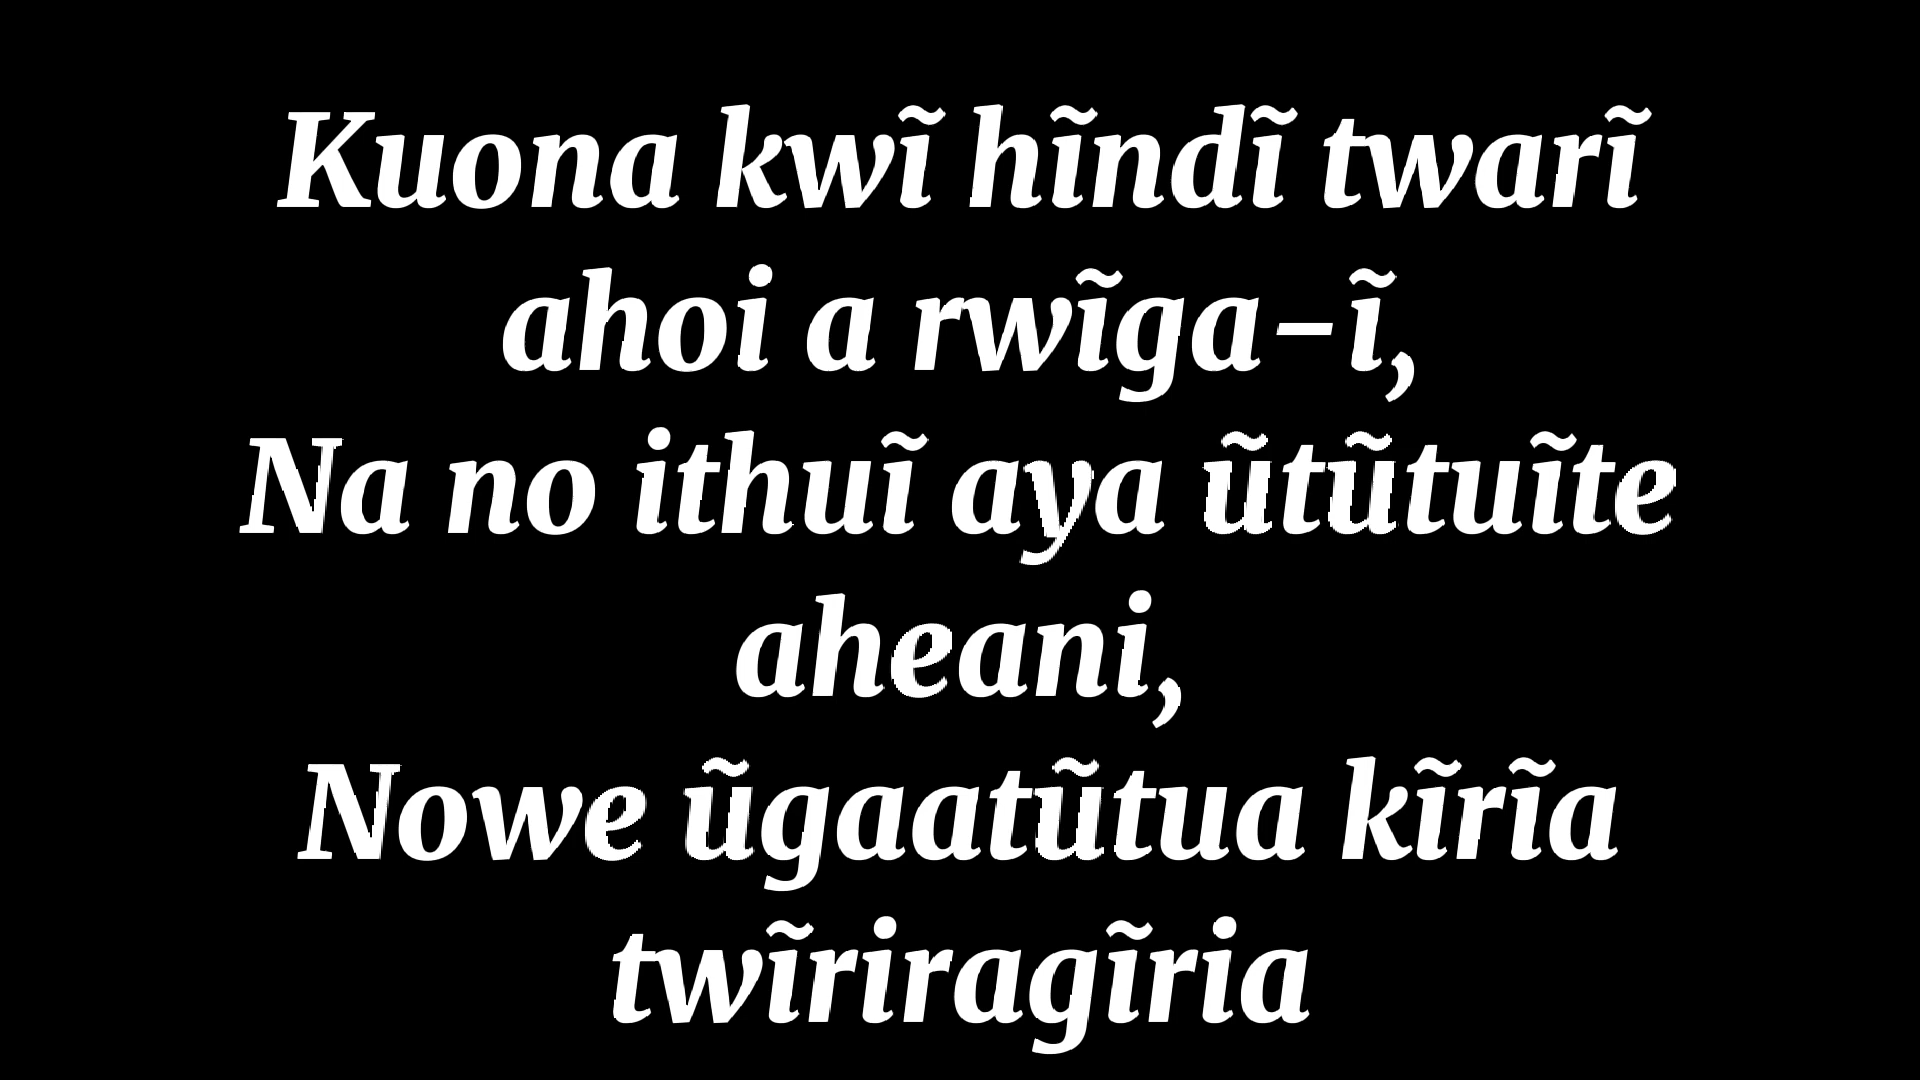 Kuona kwĩ hĩndĩ twarĩ
ahoi a rwĩga–ĩ,
Na no ithuĩ aya ũtũtuĩte
aheani,
Nowe ũgaatũtua kĩrĩa
twĩriragĩria